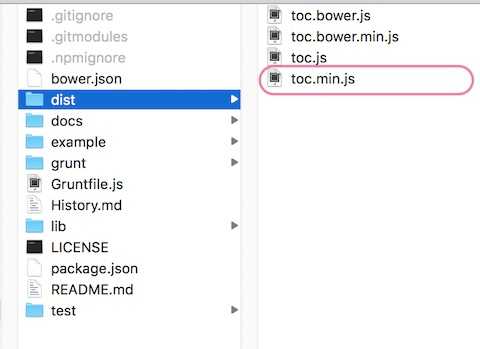 .gitignore
.gitmodules
.npmignore
bower.json
dist
docs
example
grunt
Gruntfile.js
History.md
lib
LICENSE
package.json
README.md
test
toc.bower.js
toc.bower.min.js
toc.js
toc.min.js